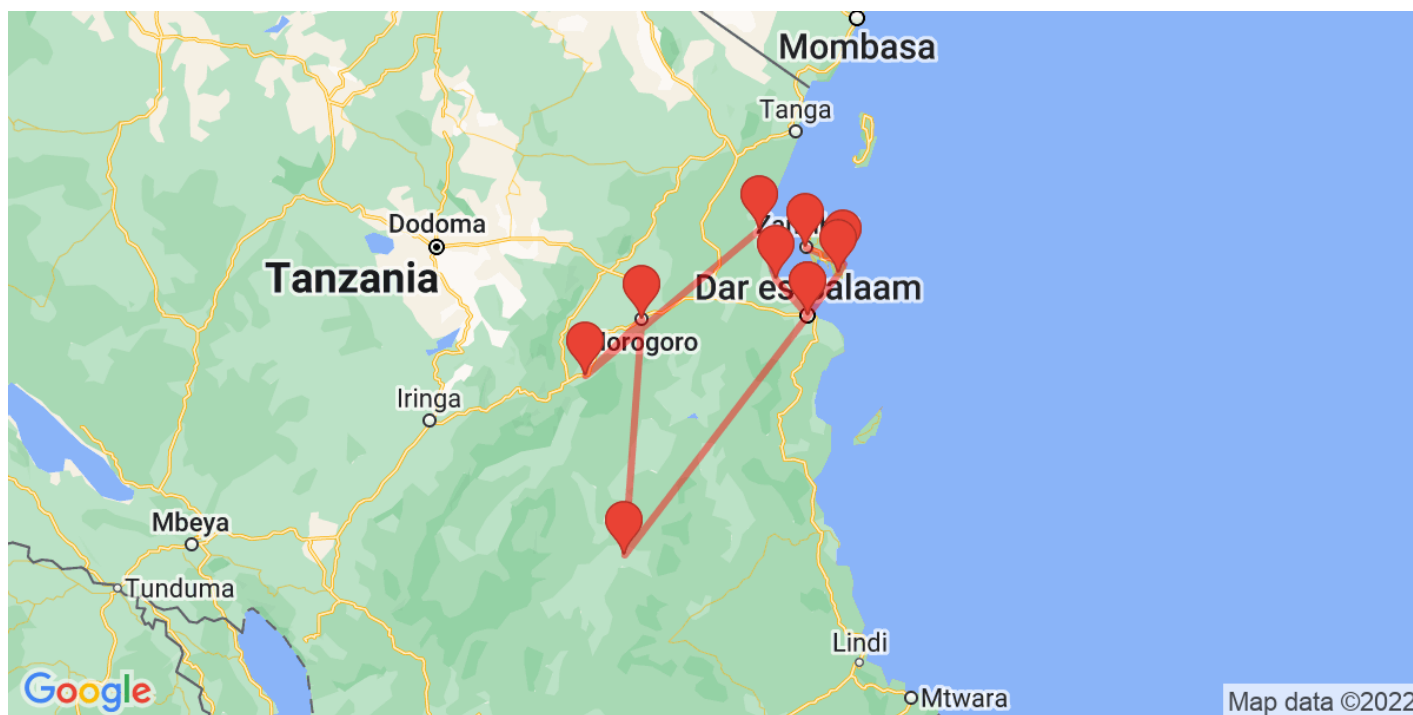 Mombasa
Tanga
Dodoma
Tanzania
Dar es Salaam
Morogoro
Iringa
Mbeya
Tunduma
Lindi
Mtwara
Google
Map data ©2022